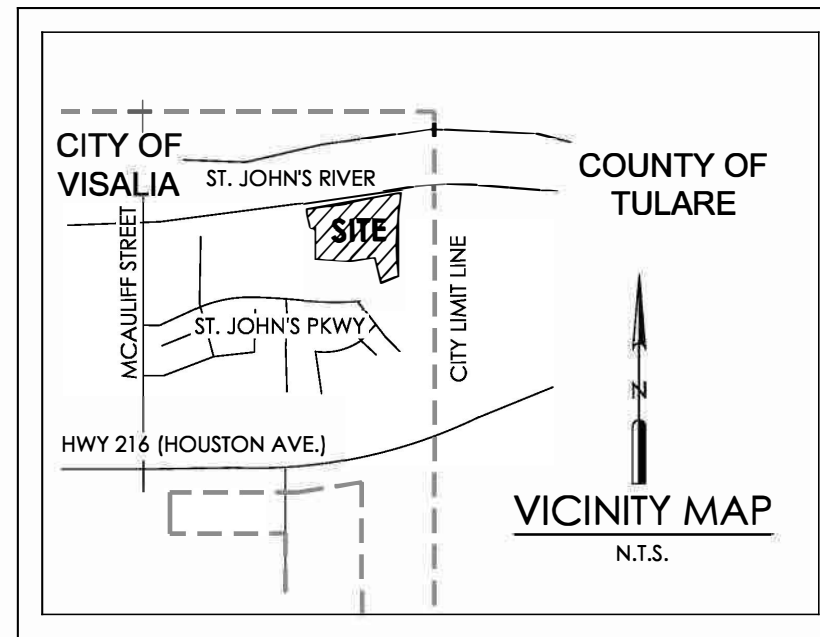 CITY OF
VISALIA
ST. JOHN'S RIVER
COUNTY OF
TULARE
SITE
MCAULIFF STREET
ST. JOHN'S PKWY
CITY LIMIT LINE
HWY 216 (HOUSTON AVE.)
N
VICINITY MAP
N.T.S.